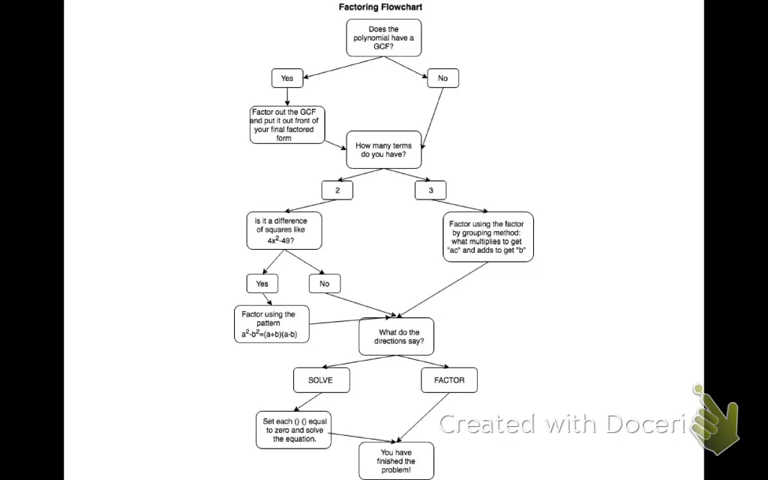 Factoring Flowchart
Does the
polynomial have a
GCF?
Yes
No
Factor out the GCF
and put it out front of
your final factored
form
How many terms
do you have?
2
3
Is it a difference
of squares like
4x²-49?
Factor using the factor
by grouping method:
what multiplies to get
"ac" and adds to get "b"
Yes
No
Factor using the
pattern
a²-b²=(a+b)(a-b)
What do the
directions say?
SOLVE
FACTOR
Set each () () equal
to zero and solve
the equation.
Created with Doceri
You have
finished the
problem!